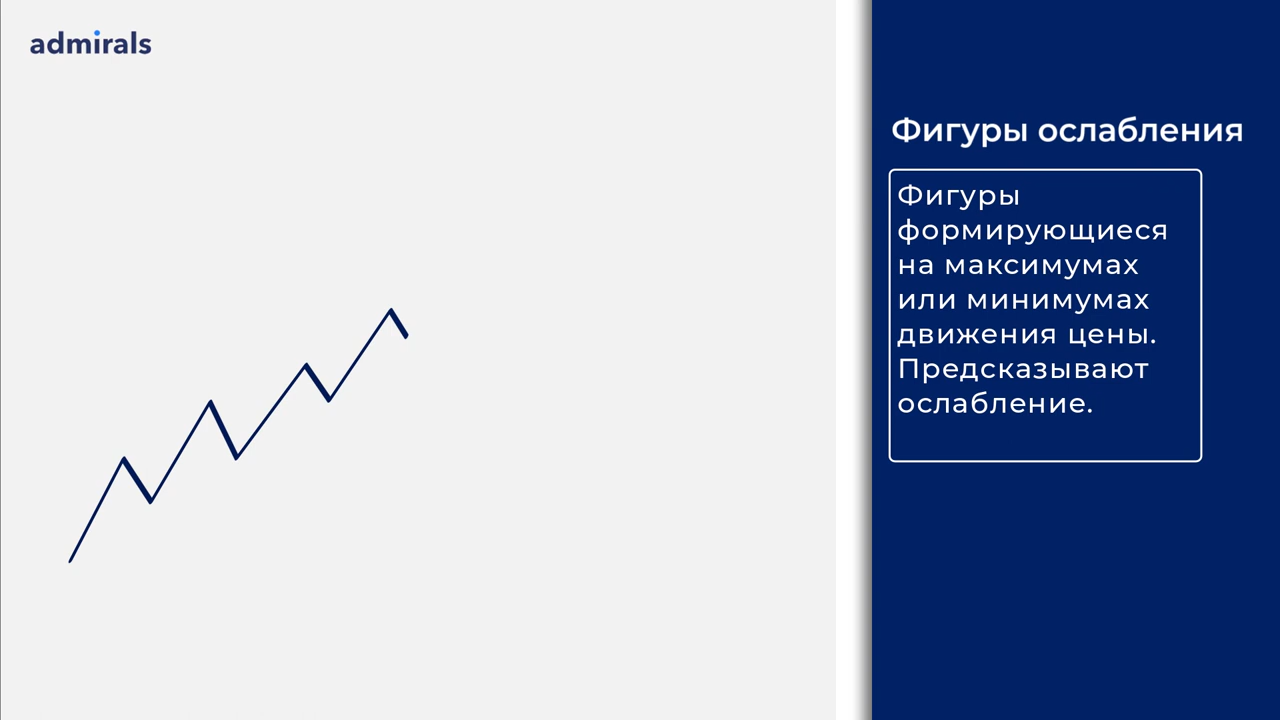 admirals
Фигуры ослабления
Фигуры
формирующиеся
на максимумах
или минимумах
движения цены.
Предсказывают
ослабление.